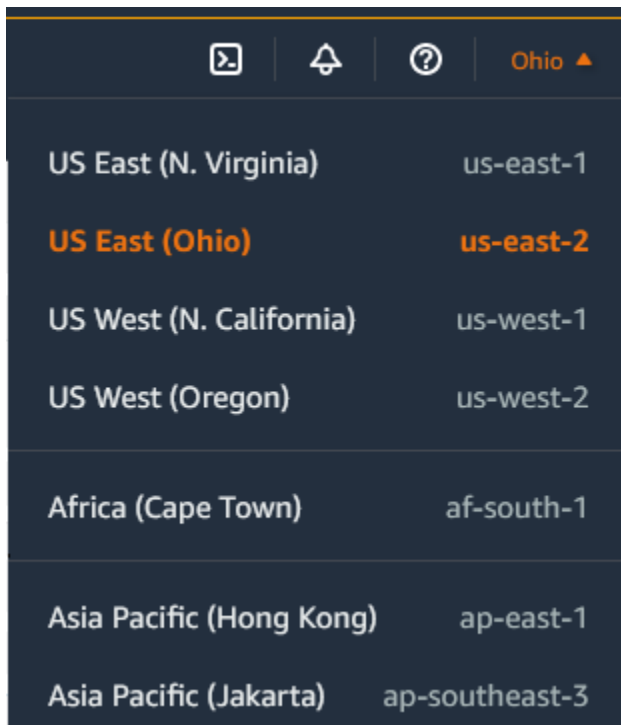 Ohio
US East (N. Virginia) us-east-1
US East (Ohio) us-east-2
US West (N. California) us-west-1
US West (Oregon) us-west-2
Africa (Cape Town) af-south-1
Asia Pacific (Hong Kong) ap-east-1
Asia Pacific (Jakarta) ap-southeast-3